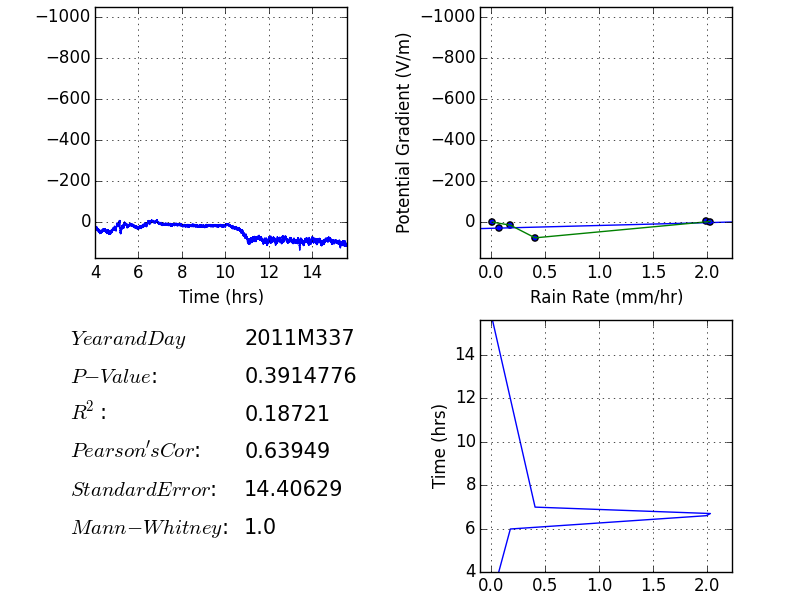 −1000
−800
−600
−400
−200
0
4 6 8 10 12 14
Time (hrs)
Potential Gradient (V/m)
−1000
−800
−600
−400
−200
0
0.0 0.5 1.0 1.5 2.0
Rain Rate (mm/hr)
YearandDay 2011M337
P−Value: 0.3914776
R²: 0.18721
Pearson′sCor: 0.63949
StandardError: 14.40629
Mann−Whitney: 1.0
Time (hrs)
14
12
10
8
6
4
0.0 0.5 1.0 1.5 2.0